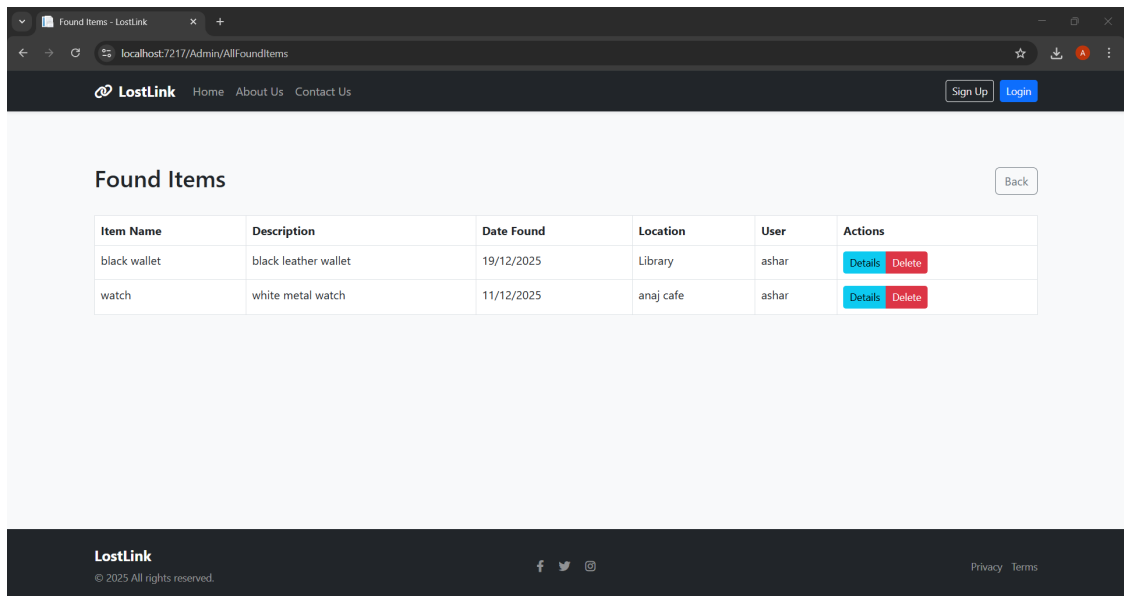 Found Items - LostLink
localhost:7217/Admin/AllFoundItems
A
LostLink Home About Us Contact Us Sign Up Login
Found Items Back
Item Name Description Date Found Location User Actions
black wallet black leather wallet 19/12/2025 Library ashar Details Delete
watch white metal watch 11/12/2025 anaj cafe ashar Details Delete
LostLink
© 2025 All rights reserved.
Privacy Terms